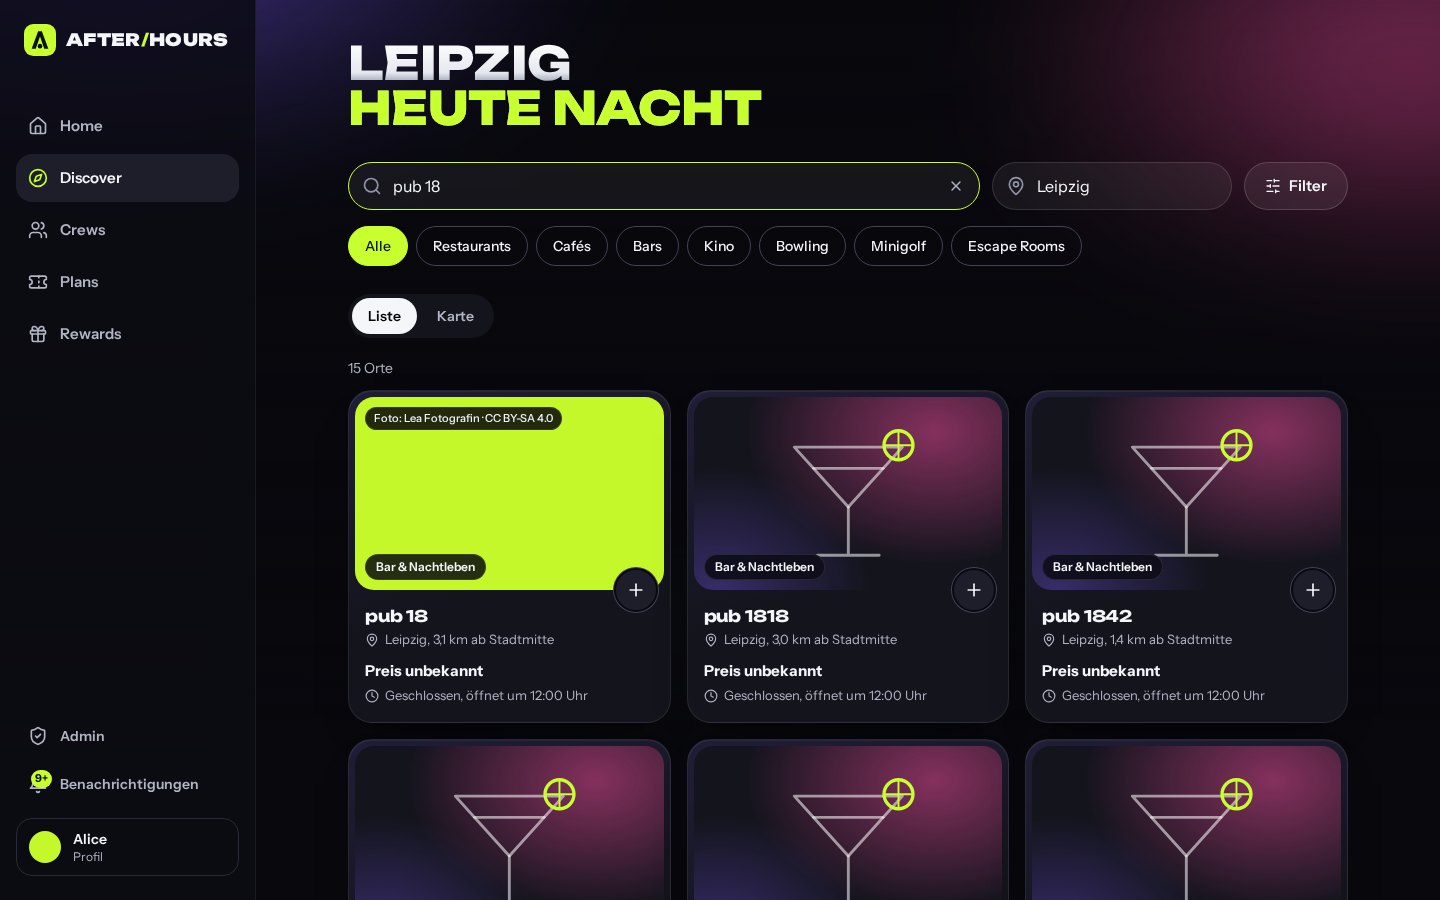 AFTER/HOURS
Home
Discover
Crews
Plans
Rewards
Admin
9+
Benachrichtigungen
Alice
Profil
LEIPZIG
HEUTE NACHT
pub 18
Leipzig
Filter
Alle
Restaurants
Cafés
Bars
Kino
Bowling
Minigolf
Escape Rooms
Liste
Karte
15 Orte
Foto: Lea Fotografin · CC BY-SA 4.0
Bar & Nachtleben
pub 18
Leipzig, 3,1 km ab Stadtmitte
Preis unbekannt
Geschlossen, öffnet um 12:00 Uhr
Bar & Nachtleben
pub 1818
Leipzig, 3,0 km ab Stadtmitte
Preis unbekannt
Geschlossen, öffnet um 12:00 Uhr
Bar & Nachtleben
pub 1842
Leipzig, 1,4 km ab Stadtmitte
Preis unbekannt
Geschlossen, öffnet um 12:00 Uhr